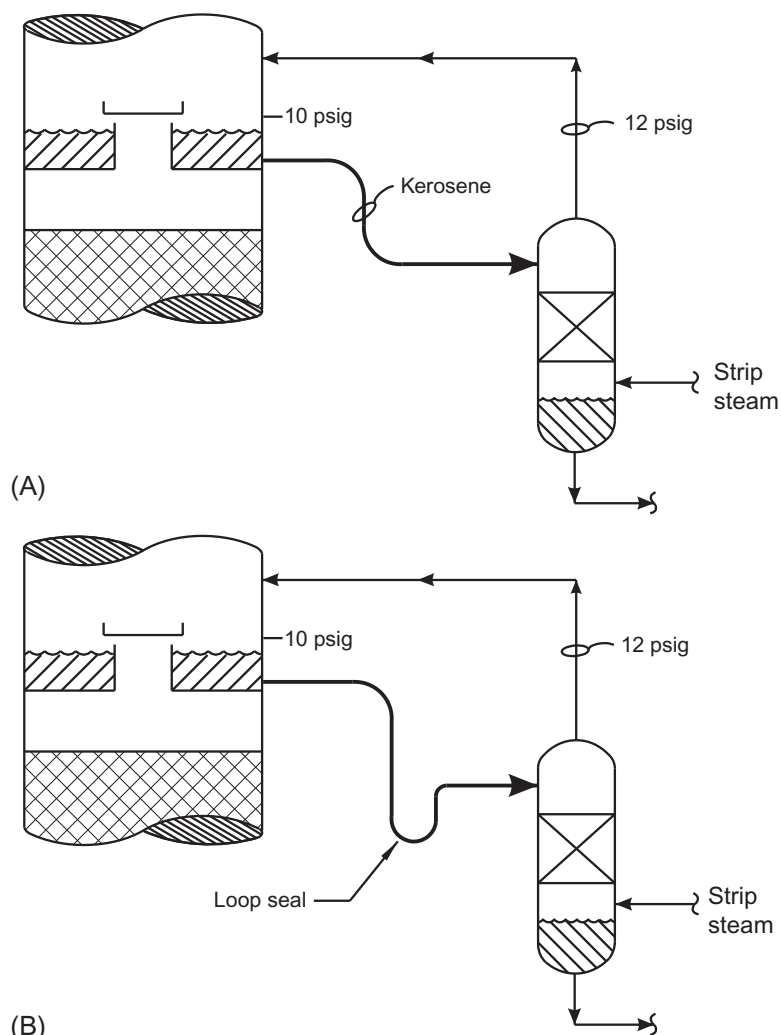 10 psig
12 psig
Kerosene
Strip
steam
(A)
10 psig
12 psig
Loop seal
Strip
steam
(B)